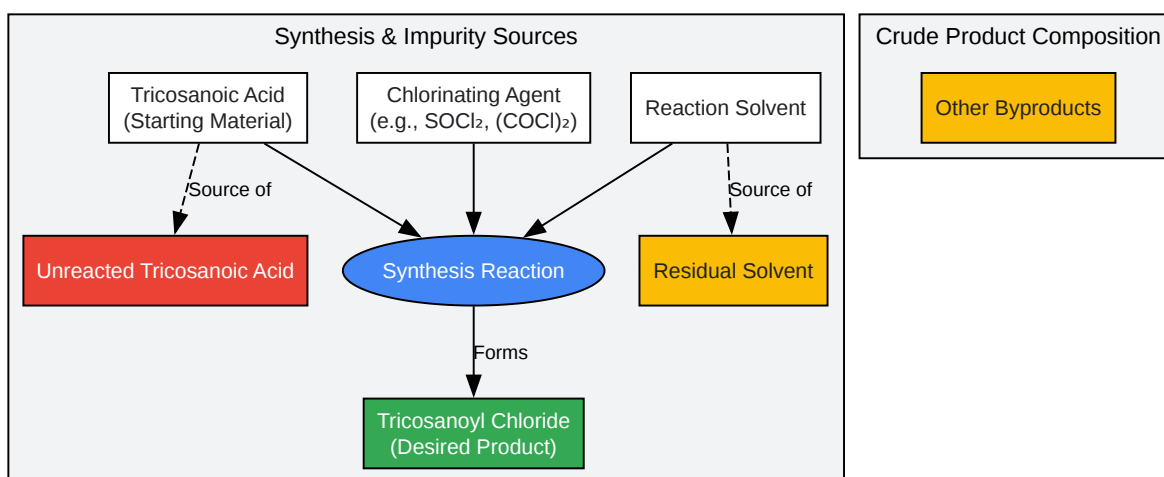 Synthesis & Impurity Sources
Crude Product Composition
Tricosanoic Acid
(Starting Material)
Chlorinating Agent
(e.g., SOCl₂, (COCl)₂)
Reaction Solvent
Other Byproducts
Source of
Source of
Unreacted Tricosanoic Acid
Synthesis Reaction
Residual Solvent
Forms
Tricosanoyl Chloride
(Desired Product)